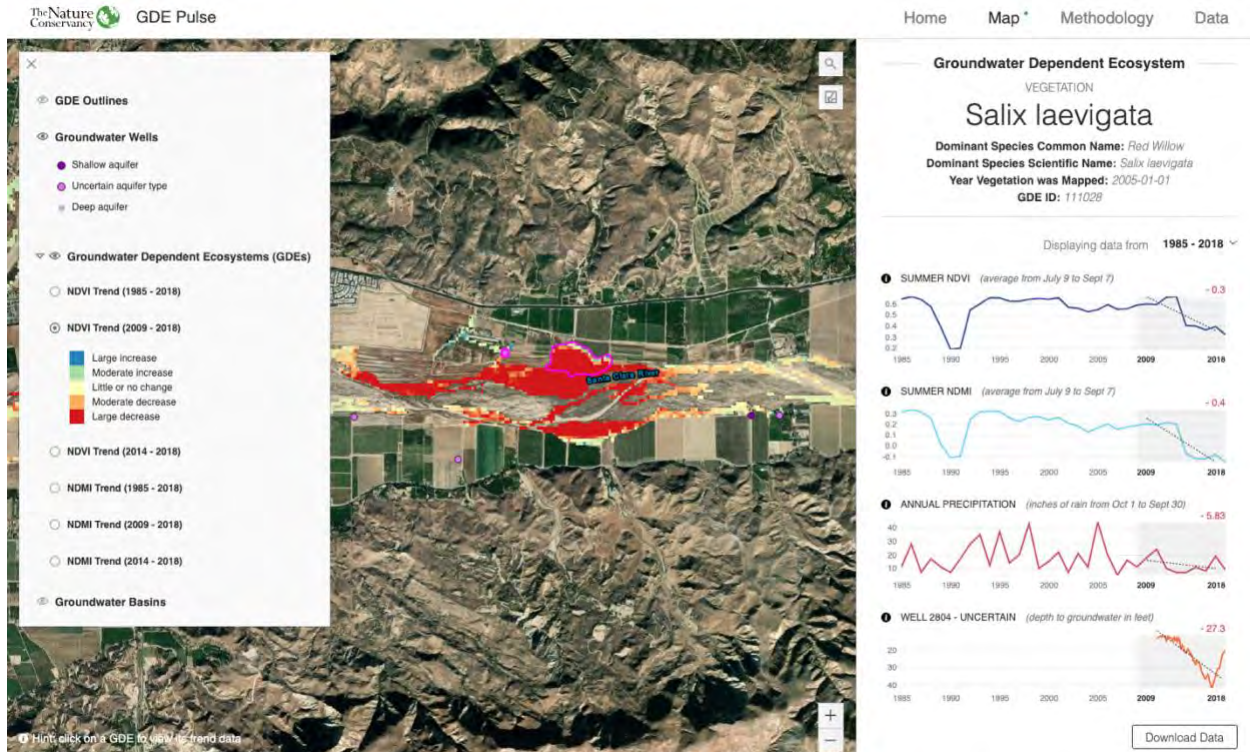 The Nature Conservancy
GDE Pulse
Home Map Methodology Data
GDE Outlines
Groundwater Wells
Shallow aquifer
Uncertain aquifer type
Deep aquifer
Groundwater Dependent Ecosystems (GDEs)
NDVI Trend (1985 - 2018)
NDVI Trend (2009 - 2018)
Large increase
Moderate increase
Little or no change
Moderate decrease
Large decrease
NDVI Trend (2014 - 2018)
NDMI Trend (1985 - 2018)
NDMI Trend (2009 - 2018)
NDMI Trend (2014 - 2018)
Groundwater Basins
Hint: click on a GDE to view its trend data
Santa Clara River
+
−
Groundwater Dependent Ecosystem
VEGETATION
Salix laevigata
Dominant Species Common Name: Red Willow
Dominant Species Scientific Name: Salix laevigata
Year Vegetation was Mapped: 2005-01-01
GDE ID: 111028
Displaying data from 1985 - 2018
SUMMER NDVI (average from July 9 to Sept 7)
- 0.3
0.6
0.5
0.4
0.3
0.2
1985 1990 1995 2000 2005 2009 2018
SUMMER NDMI (average from July 9 to Sept 7)
- 0.4
0.3
0.2
0.1
0.0
-0.1
1985 1990 1995 2000 2005 2009 2018
ANNUAL PRECIPITATION (inches of rain from Oct 1 to Sept 30)
- 5.83
40
30
20
10
1985 1990 1995 2000 2005 2009 2018
WELL 2804 - UNCERTAIN (depth to groundwater in feet)
- 27.3
20
30
40
1985 1990 1995 2000 2005 2009 2018
Download Data